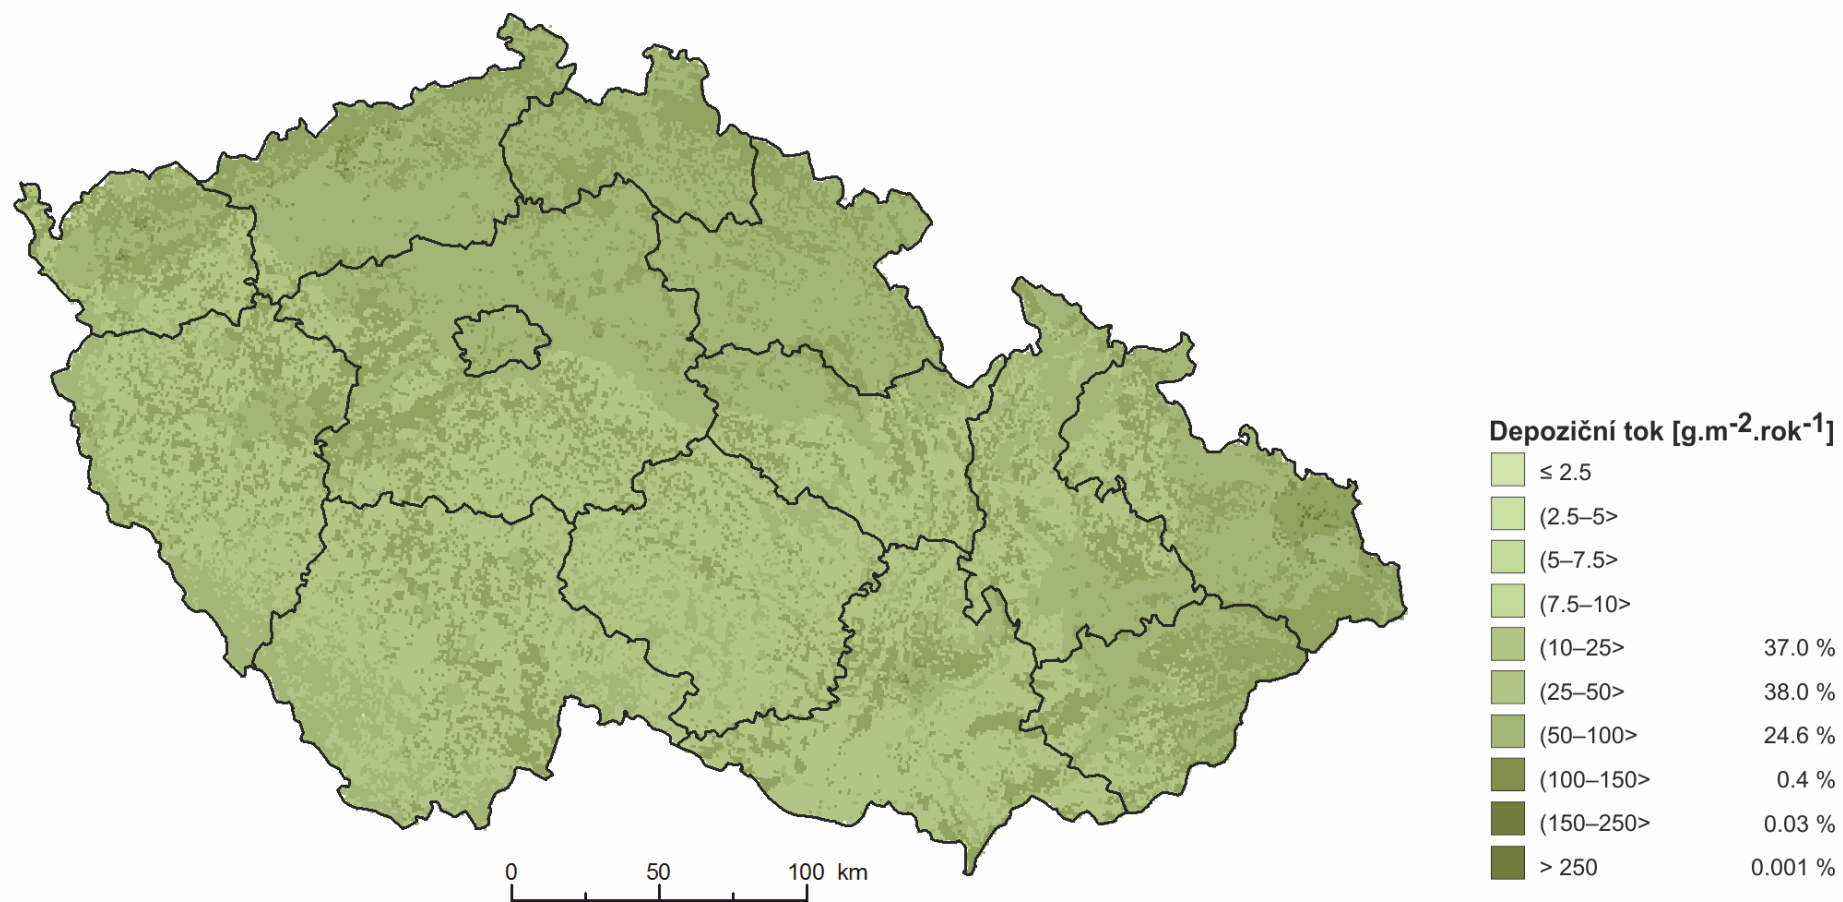 Depoziční tok [g.m-2.rok-1]
≤ 2.5
(2.5–5>
(5–7.5>
(7.5–10>
(10–25> 37.0 %
(25–50> 38.0 %
(50–100> 24.6 %
(100–150> 0.4 %
(150–250> 0.03 %
> 250 0.001 %
0 50 100 km